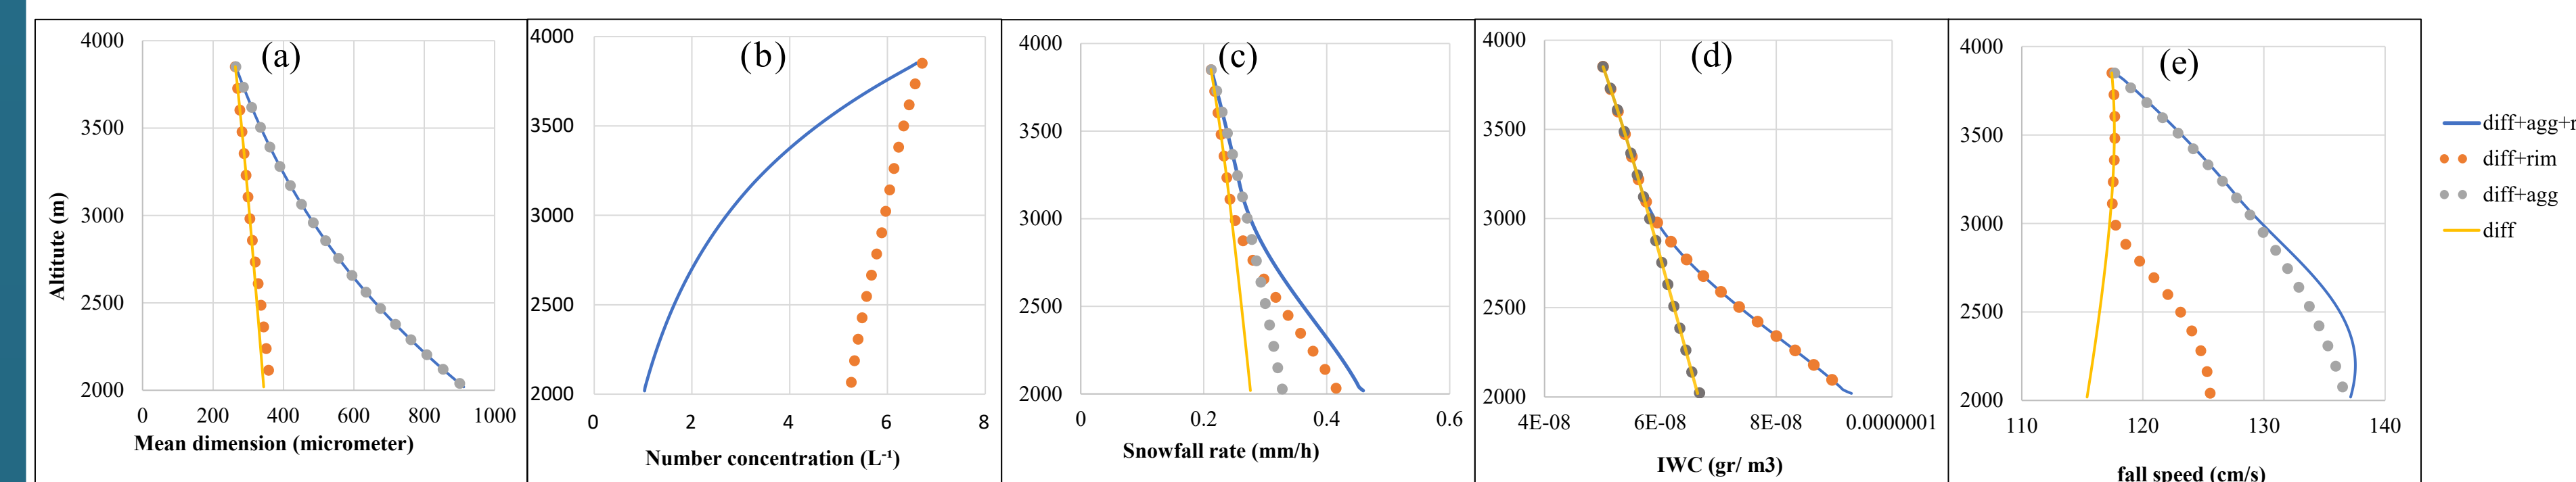 (a)
4000
3500
3000
2500
2000
0 200 400 600 800 1000
Altitute (m)
Mean dimension (micrometer)
(b)
4000
3500
3000
2500
2000
0 2 4 6 8
Number concentration (L⁻¹)
(c)
4000
3500
3000
2500
2000
0 0.2 0.4 0.6
Snowfall rate (mm/h)
(d)
4000
3500
3000
2500
2000
4E-08 6E-08 8E-08 0.0000001
IWC (gr/ m3)
(e)
4000
3500
3000
2500
2000
110 120 130 140
fall speed (cm/s)
diff+agg+r
diff+rim
diff+agg
diff